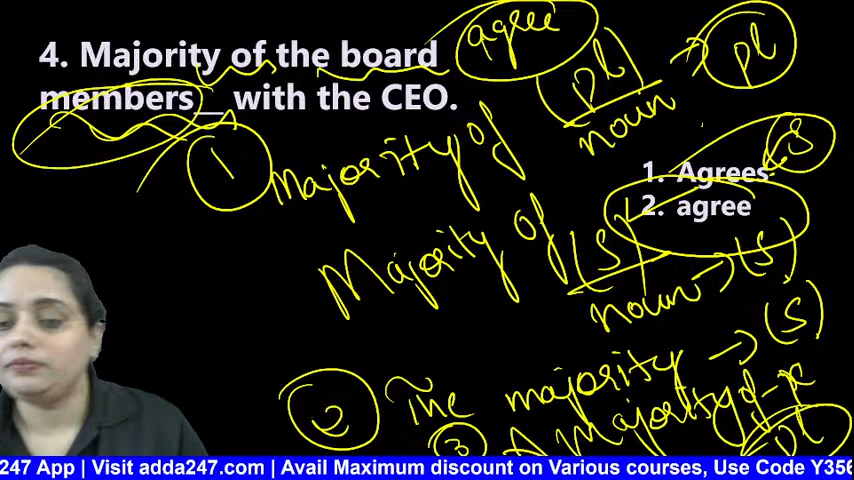 4. Majority of the board
members__ with the CEO.
agree
pl
pl
noun
1
Majority of
S
1. Agrees
2. agree
Majority of
(S)
noun → (S)
2
The majority → (S)
3
A majority of
247 App | Visit adda247.com | Avail Maximum discount on Various courses, Use Code Y356